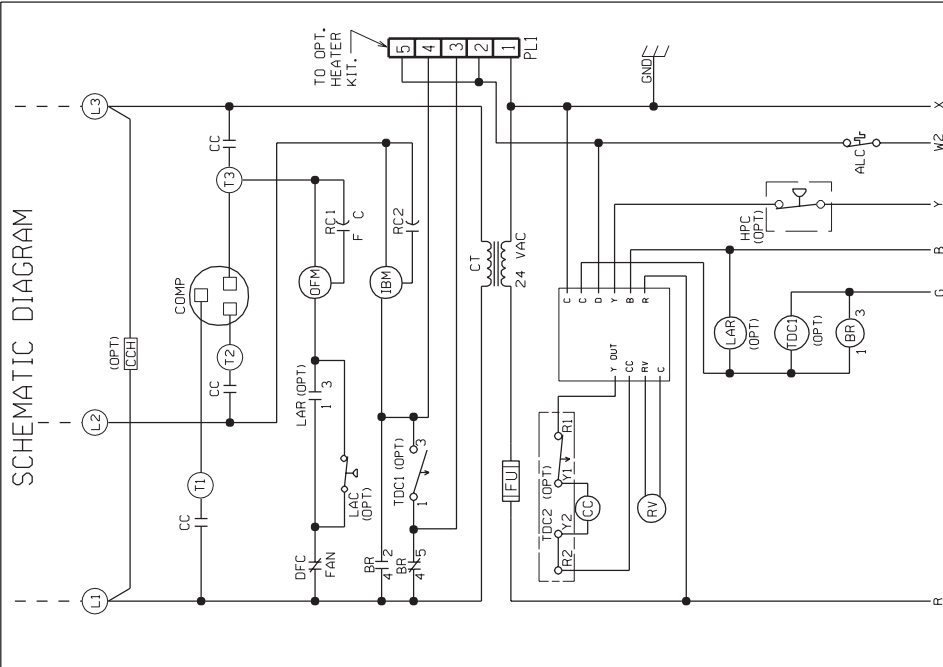 SCHEMATIC DIAGRAM
L1
L2
L3
(OPT)
CCH
CC
T1
COMP
CC
T2
T3
CC
DFC
FAN
LAC
(OPT)
LAR (OPT)
1 3
OFM
RC1
F C
BR
4 2
BR
4 5
TDC1 (OPT)
1 3
IBM
RC2
CT
24 VAC
TO OPT.
HEATER
KIT.
5
4
3
2
1
PL1
GND
FU
TDC2 (OPT)
R2
Y2
Y1
R1
CC
RV
Y OUT
CC
RV
C
C
C
D
Y
B
R
LAR
(OPT)
TDC1
(OPT)
BR
1 3
HPC
(OPT)
ALC
R
G
B
Y
W2
X